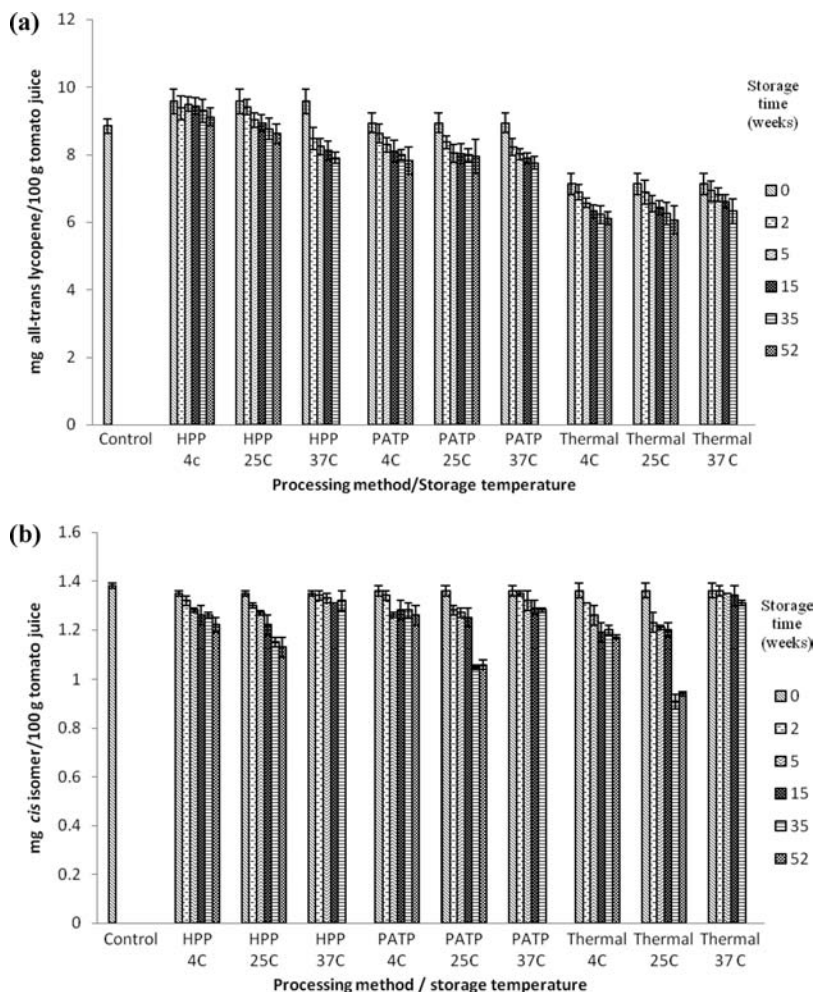 (a)
12
10
8
6
4
2
0
mg all-trans lycopene/100 g tomato juice
Control HPP HPP HPP PATP PATP PATP Thermal Thermal Thermal
4c 25C 37C 4C 25C 37C 4C 25C 37 C
Processing method/Storage temperature
Storage
time
(weeks)
0
2
5
15
35
52
(b)
1.6
1.4
1.2
1
0.8
0.6
0.4
0.2
0
mg cis isomer/100 g tomato juice
Control HPP HPP HPP PATP PATP PATP Thermal Thermal Thermal
4C 25C 37C 4C 25C 37C 4C 25C 37 C
Processing method / storage temperature
Storage
time
(weeks)
0
2
5
15
35
52